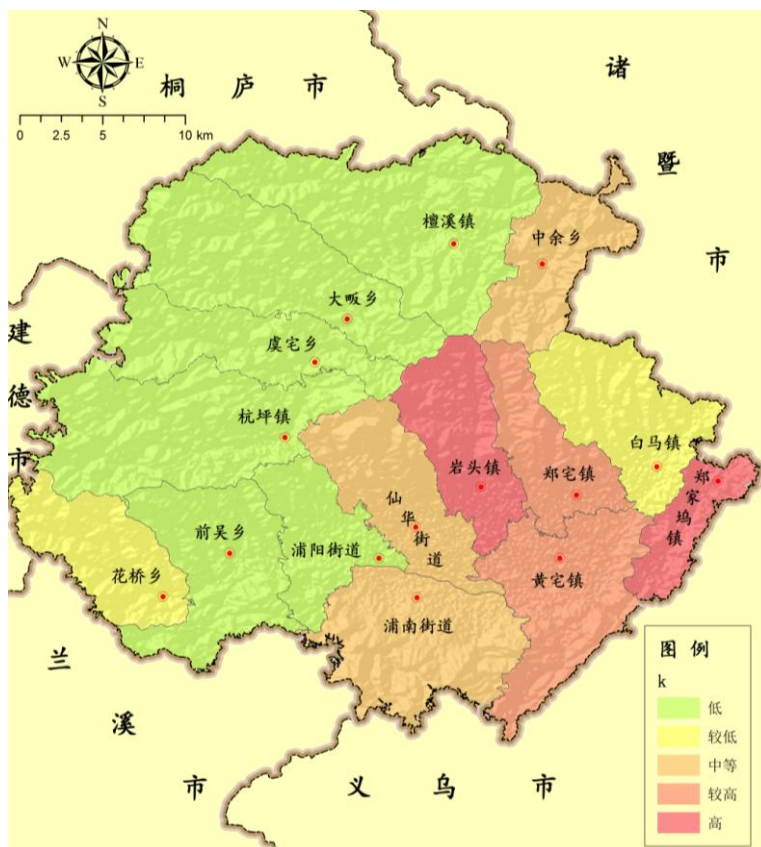 N
W
E
S
0 2.5 5 10 km
桐庐市
诸暨市
建德市
兰溪市
义乌市
檀溪镇
中余乡
大畈乡
虞宅乡
杭坪镇
岩头镇
郑宅镇
白马镇
郑家坞镇
仙华街道
前吴乡
浦阳街道
黄宅镇
花桥乡
浦南街道
图 例
k
低
较低
中等
较高
高